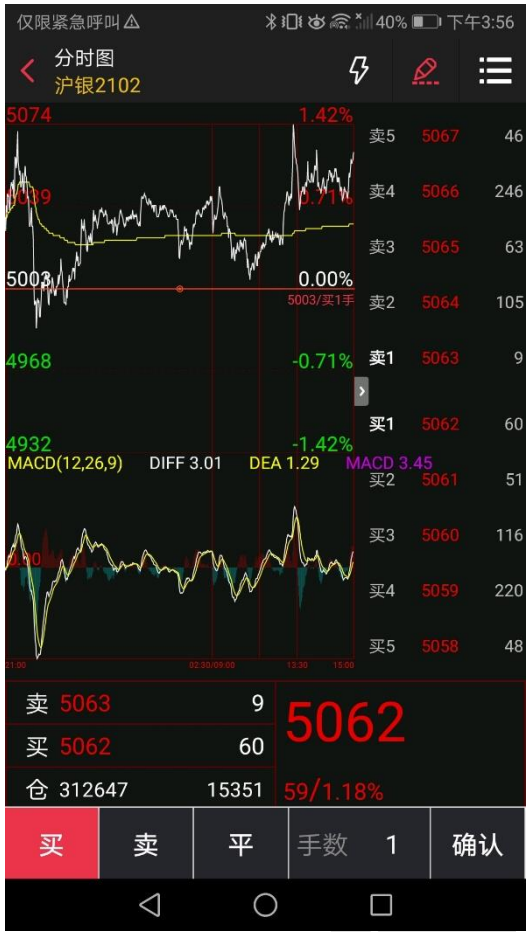 仅限紧急呼叫 40% 下午3:56
分时图
沪银2102
5074 1.42%
卖5 5067 46
5039 0.71%
卖4 5066 246
卖3 5065 63
5003 0.00%
5003/买1手
卖2 5064 105
4968 -0.71%
卖1 5063 9
买1 5062 60
4932 -1.42%
MACD(12,26,9) DIFF 3.01 DEA 1.29 MACD 3.45
买2 5061 51
买3 5060 116
0.00
买4 5059 220
买5 5058 48
21:00 02:30/09:00 13:30 15:00
卖 5063 9
买 5062 60
仓 312647 15351
5062
59/1.18%
买 卖 平 手数 1 确认